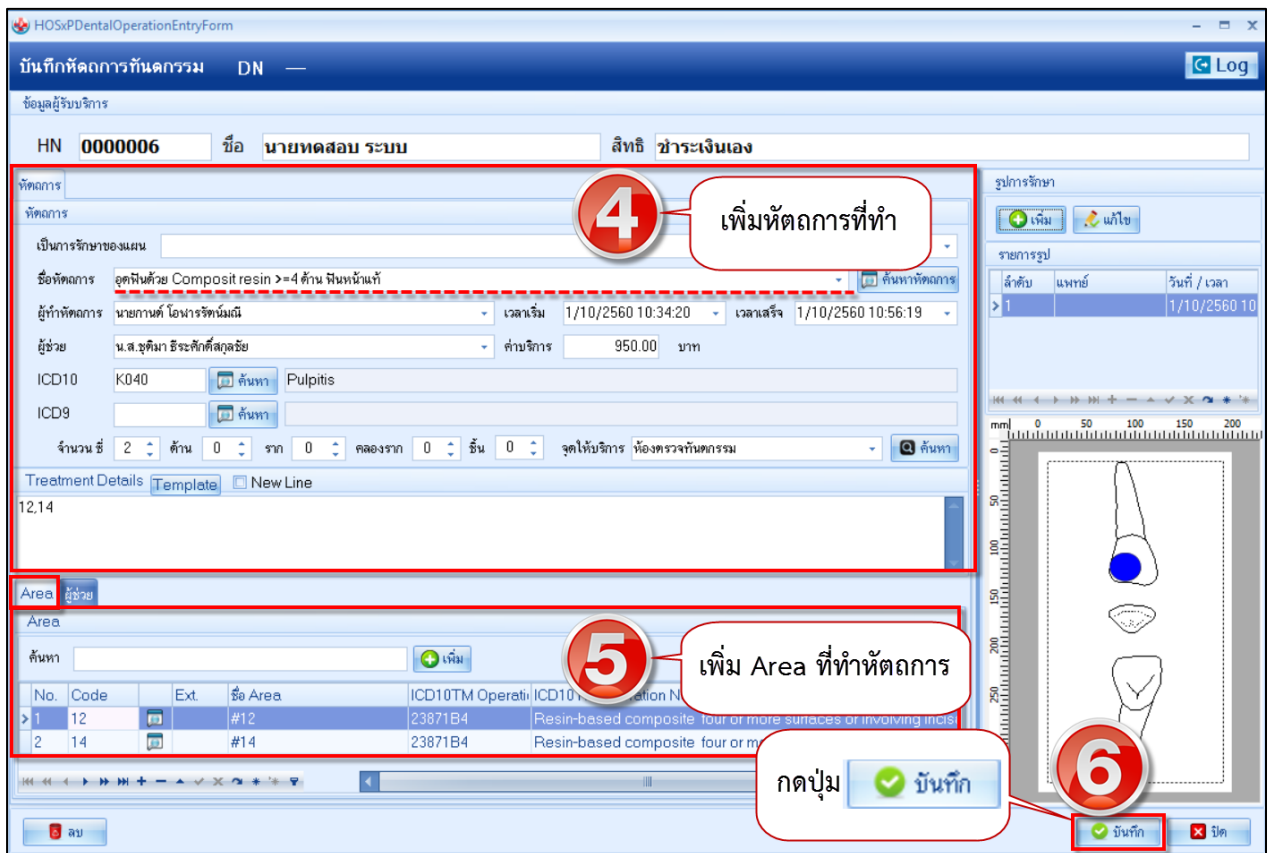 HOSxPDentalOperationEntryForm
บันทึกหัตถการทันตกรรม DN — Log
ข้อมูลผู้รับบริการ
HN 0000006 ชื่อ นายทดสอบ ระบบ สิทธิ ชำระเงินเอง
หัตถการ
หัตถการ
4 เพิ่มหัตถการที่ทำ
เป็นการรักษาของแผน
ชื่อหัตถการ อุดฟันด้วย Composit resin >=4 ด้าน ฟันหน้าแท้ ค้นหาหัตถการ
ผู้ทำหัตถการ นายกานต์ โอฬารรัตน์มณี เวลาเริ่ม 1/10/2560 10:34:20 เวลาเสร็จ 1/10/2560 10:56:19
ผู้ช่วย น.ส.ชุติมา ธีระศักดิ์สกุลชัย ค่าบริการ 950.00 บาท
ICD10 K040 ค้นหา Pulpitis
ICD9 ค้นหา
จำนวน ซี่ 2 ด้าน 0 ราก 0 คลองราก 0 ชิ้น 0 จุดให้บริการ ห้องตรวจทันตกรรม ค้นหา
Treatment Details Template New Line
12,14
Area ผู้ช่วย
Area
ค้นหา เพิ่ม
5 เพิ่ม Area ที่ทำหัตถการ
No. Code Ext. ชื่อ Area ICD10TM Operati
1 12 #12 23871B4 Resin-based composite four or more surfaces or involving incis
2 14 #14 23871B4 Resin-based composite four or m
กดปุ่ม บันทึก
6
ลบ บันทึก ปิด
รูปการรักษา
เพิ่ม แก้ไข
รายการรูป
ลำดับ แพทย์ วันที่ / เวลา
1 1/10/2560 10
mm 0 50 100 150 200
0
50
100
150
200
250